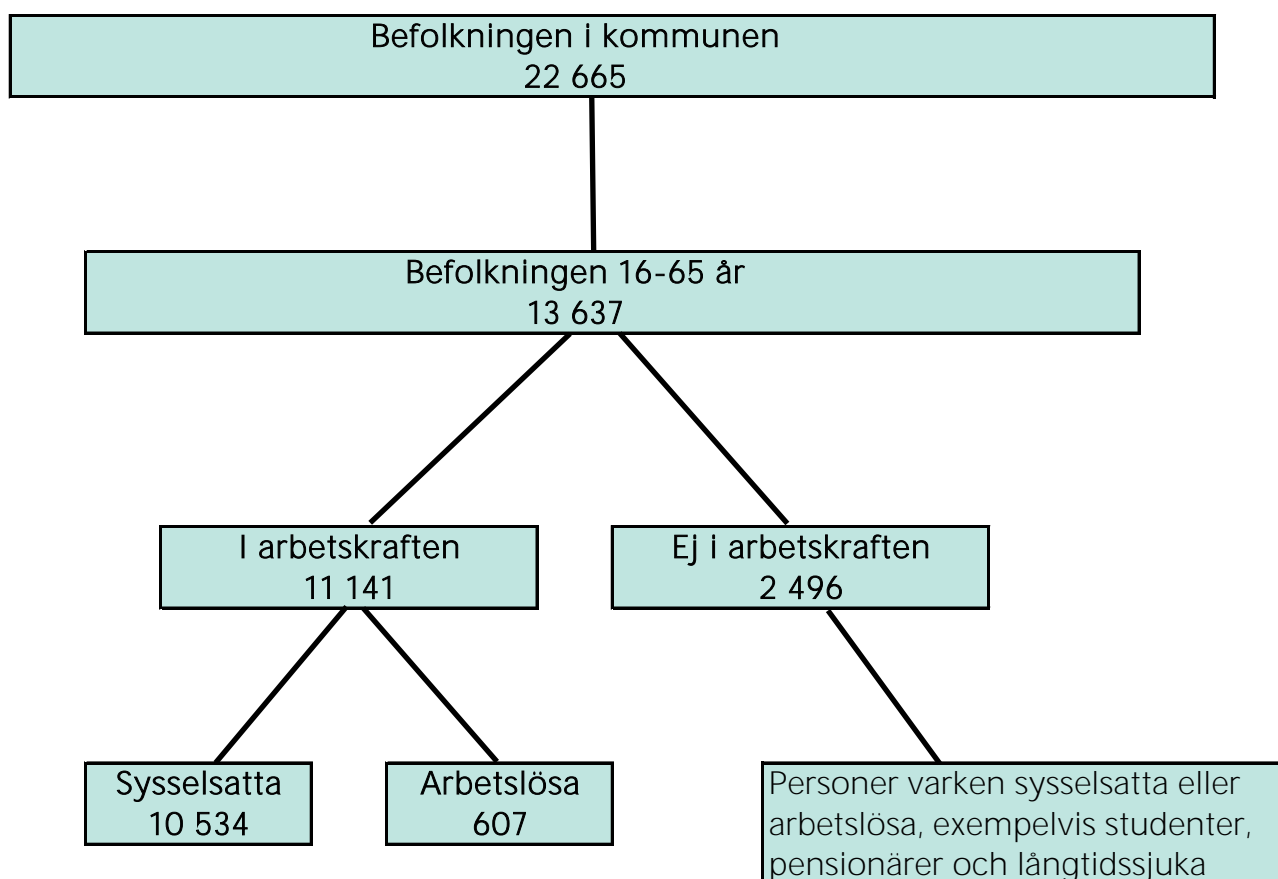 Befolkningen i kommunen
22 665
Befolkningen 16-65 år
13 637
I arbetskraften
11 141
Ej i arbetskraften
2 496
Sysselsatta
10 534
Arbetslösa
607
Personer varken sysselsatta eller
arbetslösa, exempelvis studenter,
pensionärer och långtidssjuka